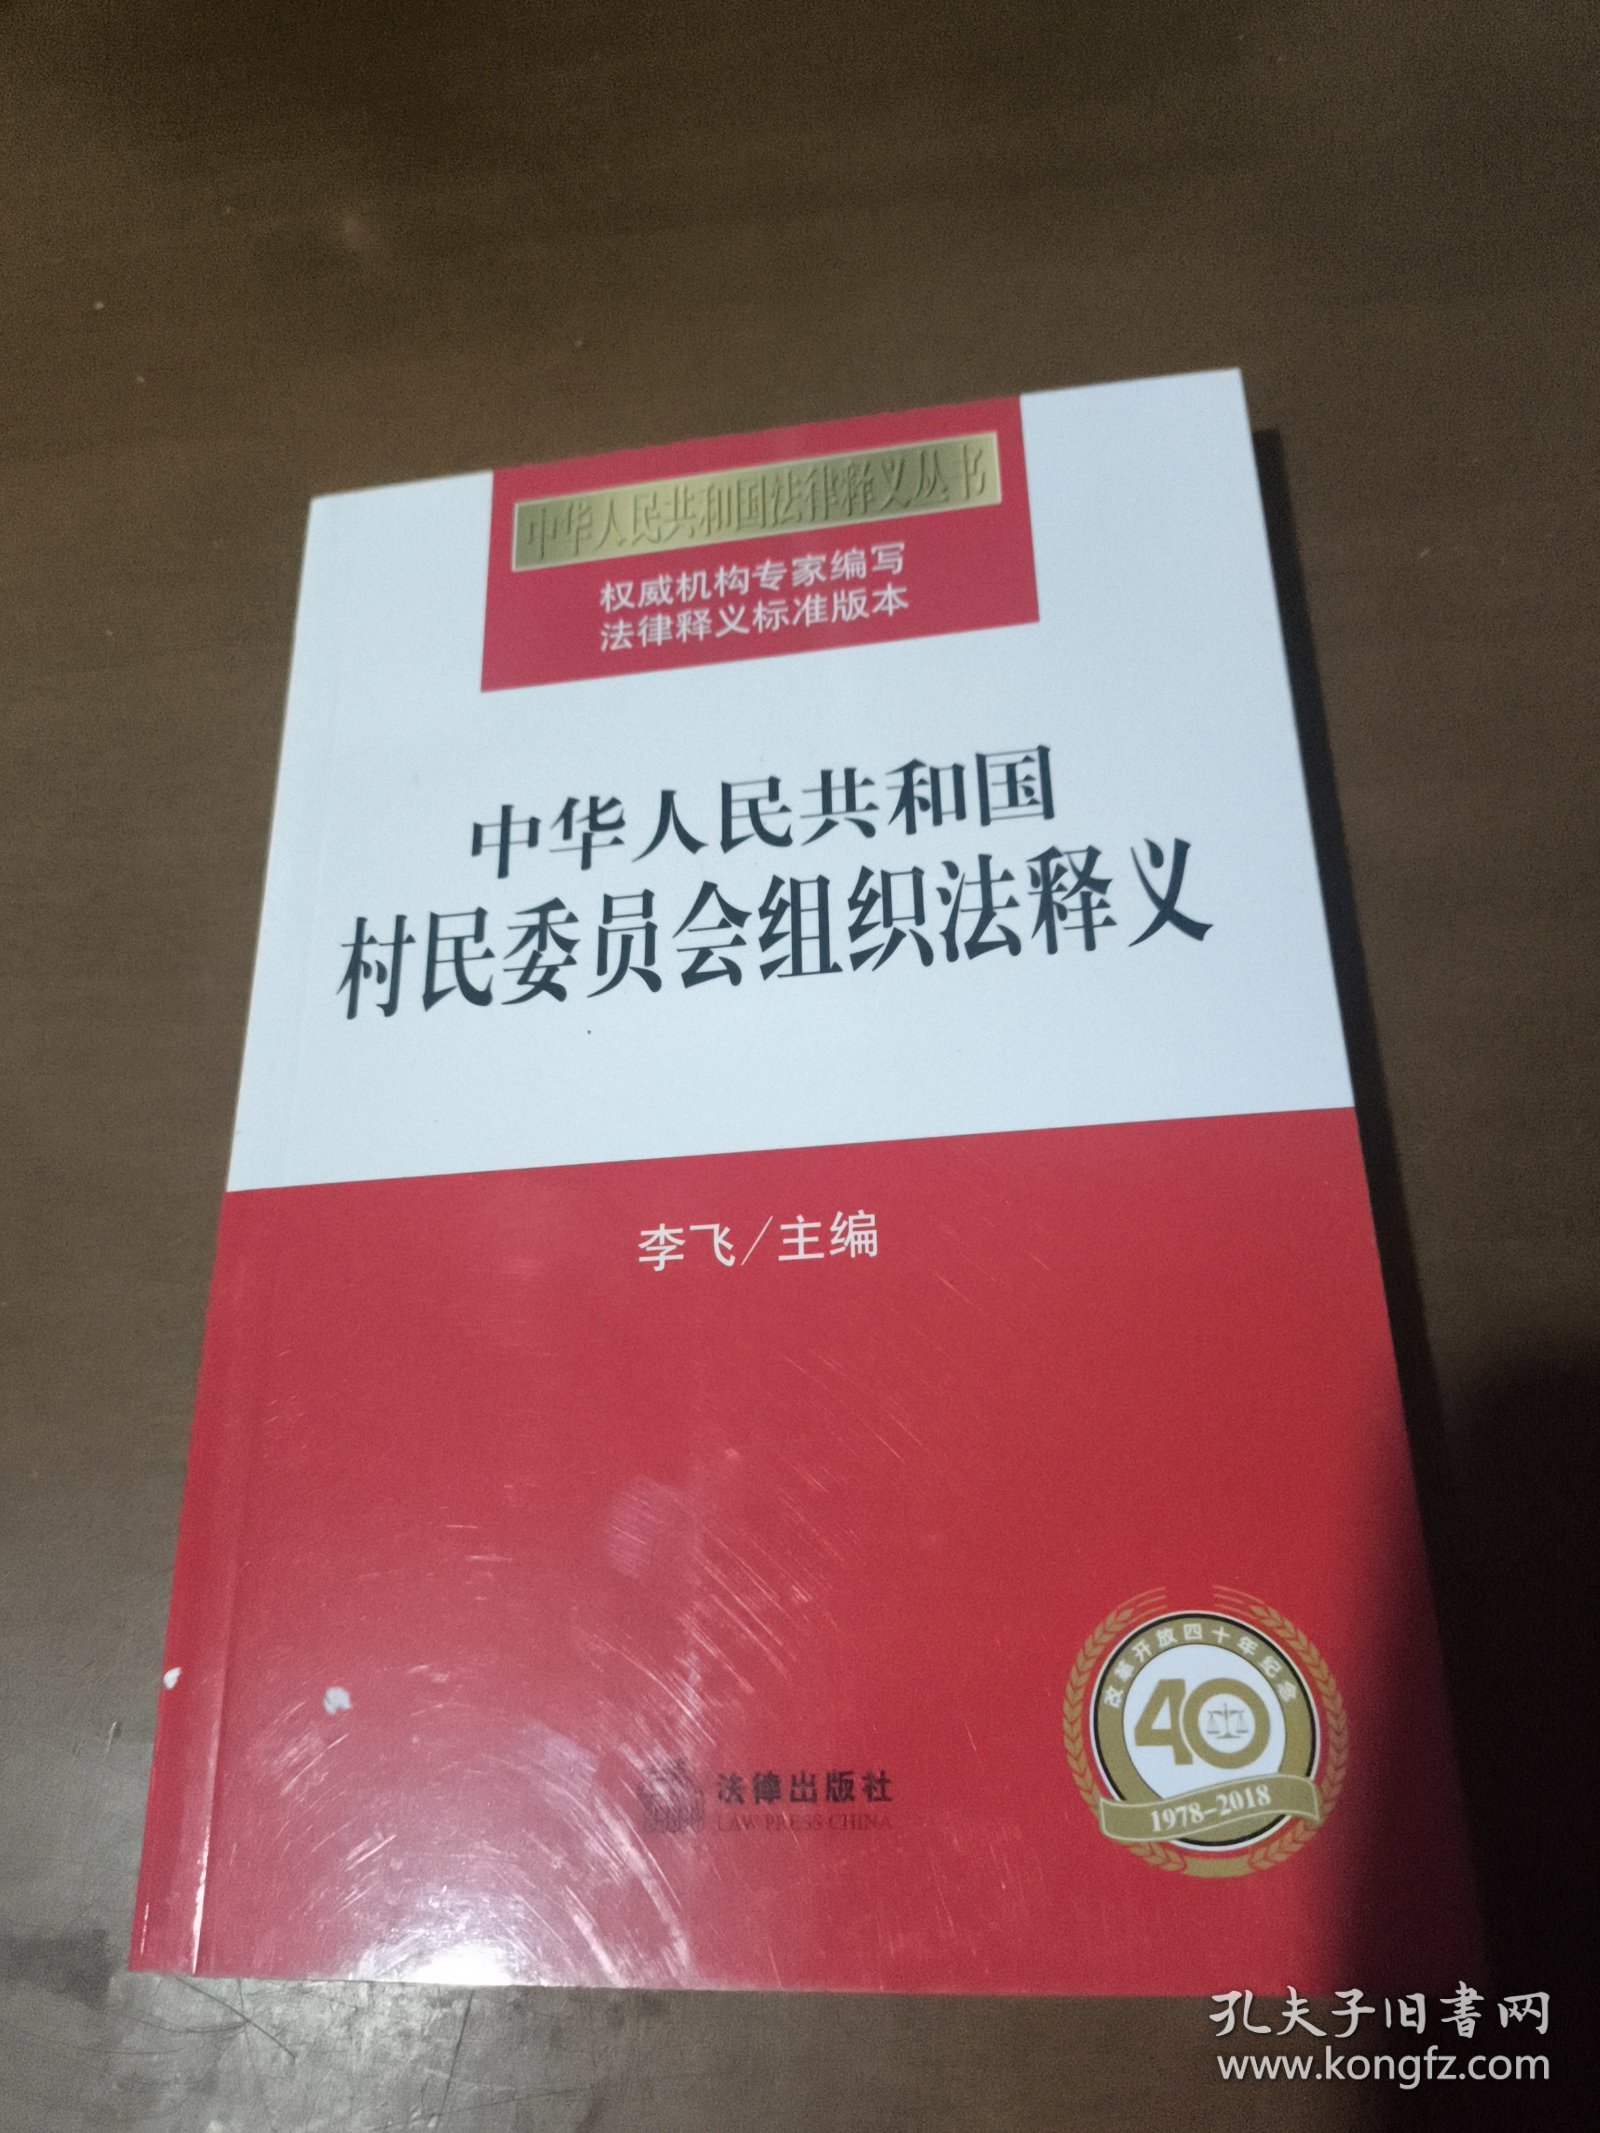 中华人民共和国法律释义丛书
权威机构专家编写
法律释义标准版本
中华人民共和国
村民委员会组织法释义
李飞/主编
改革开放四十年纪念
40
1978-2018
法律出版社
LAW PRESS CHINA
孔夫子旧書网
www.kongfz.com